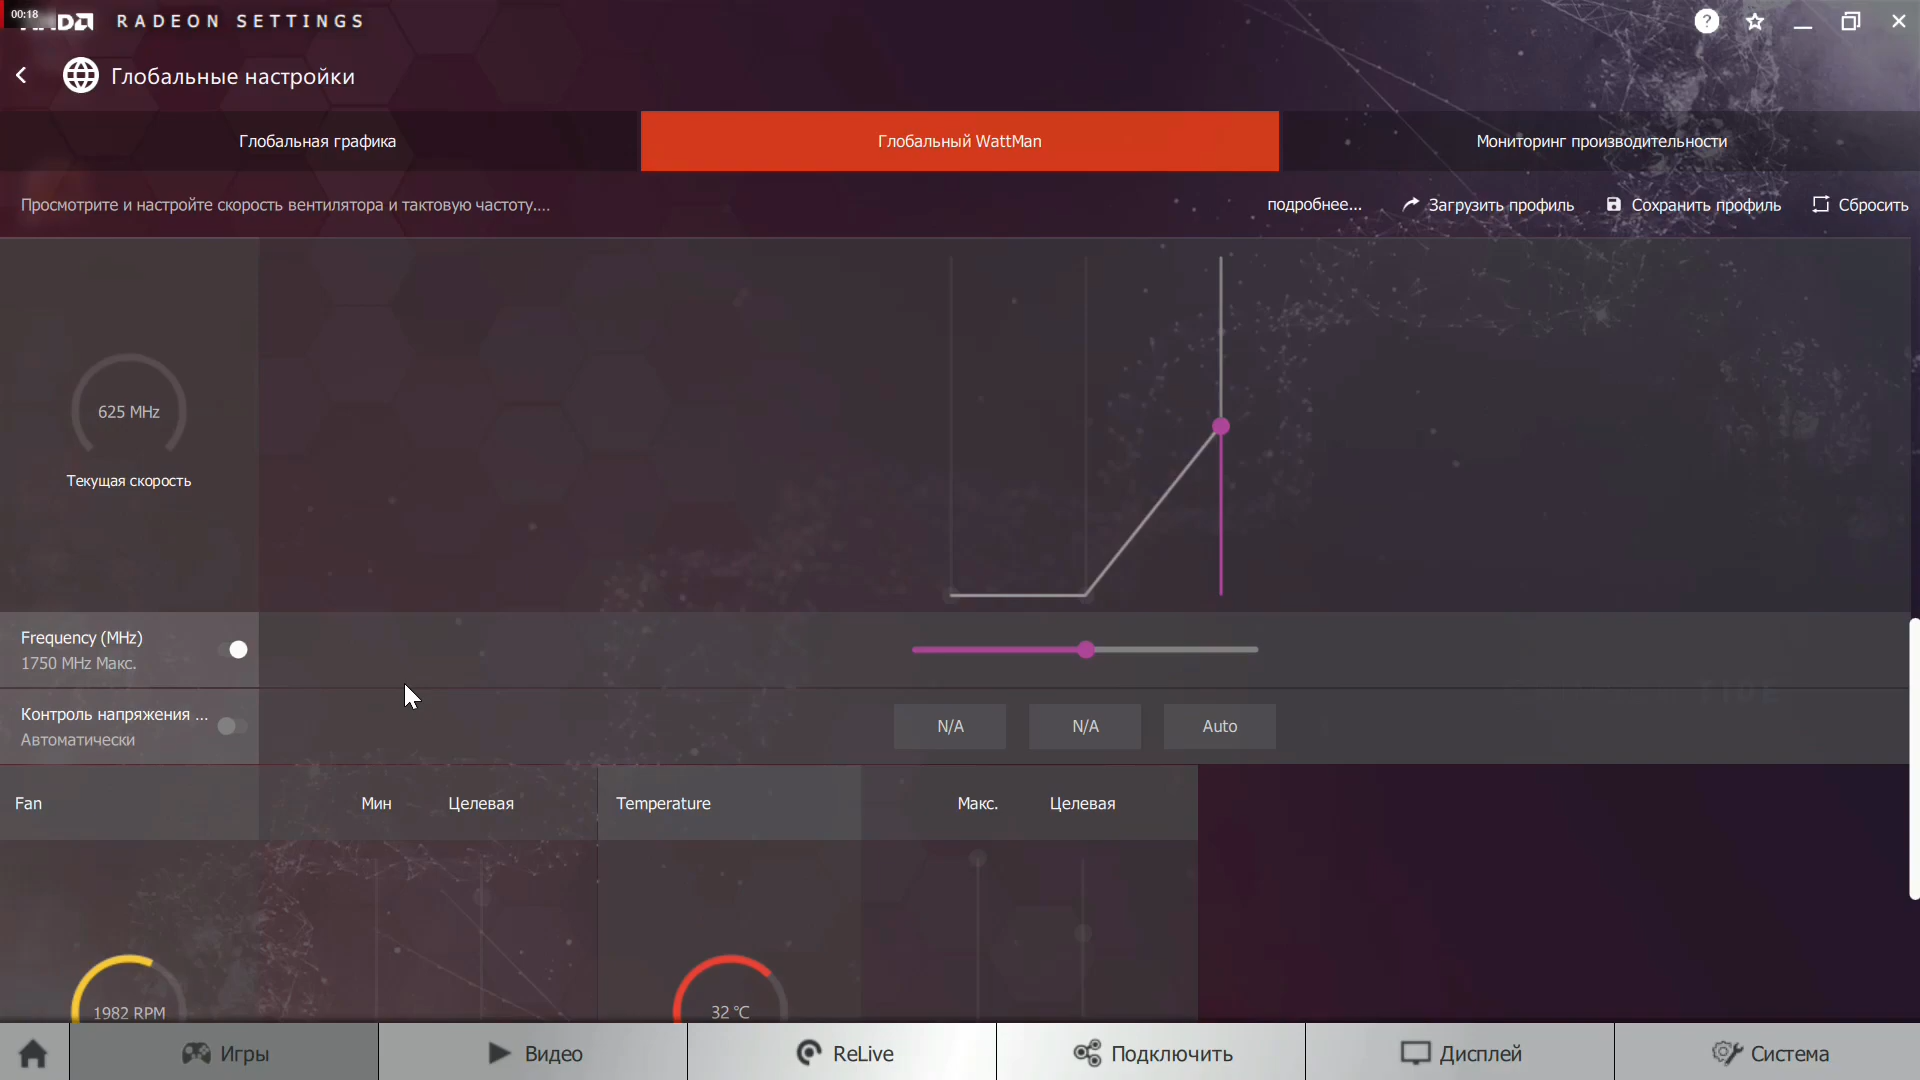 00:18
RADEON SETTINGS
Глобальные настройки
Глобальная графика
Глобальный WattMan
Мониторинг производительности
Просмотрите и настройте скорость вентилятора и тактовую частоту....
подробнее...
Загрузить профиль
Сохранить профиль
Сбросить
625 MHz
Текущая скорость
Frequency (MHz)
1750 MHz Макс.
Контроль напряжения ...
Автоматически
N/A
N/A
Auto
Fan
Мин
Целевая
Temperature
Макс.
Целевая
1982 RPM
32 °C
Игры
Видео
ReLive
Подключить
Дисплей
Система